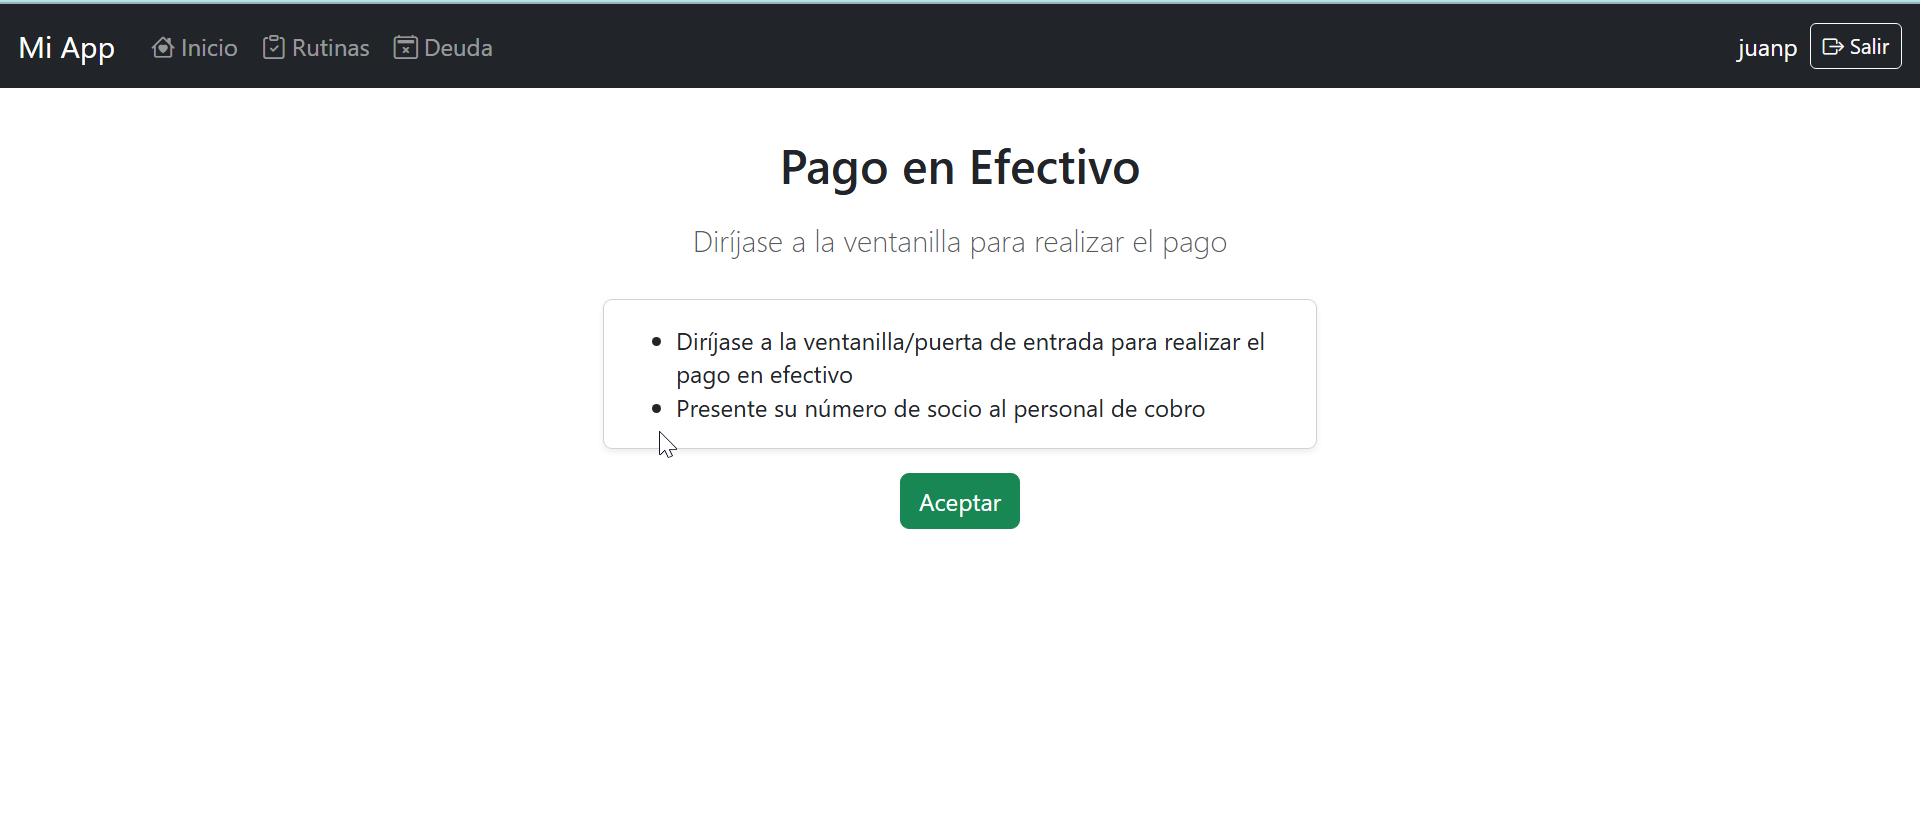 Mi App Inicio Rutinas Deuda juanp Salir
Pago en Efectivo
Diríjase a la ventanilla para realizar el pago
• Diríjase a la ventanilla/puerta de entrada para realizar el
pago en efectivo
• Presente su número de socio al personal de cobro
Aceptar